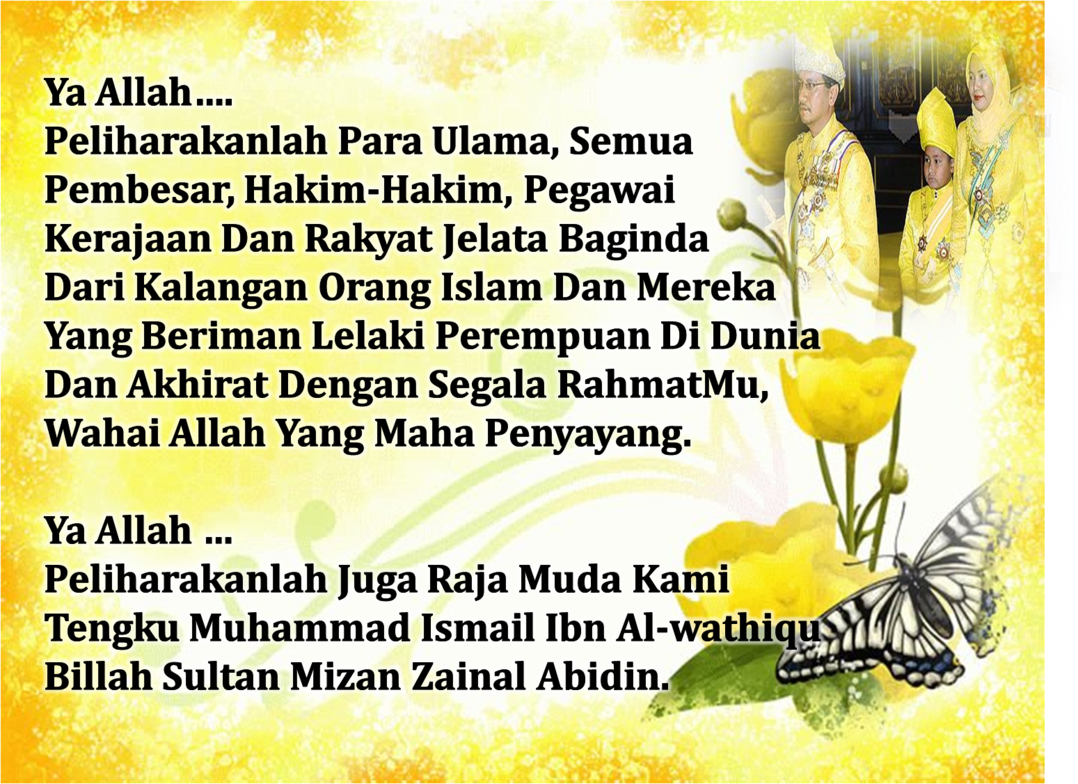 Ya Allah….
Peliharakanlah Para Ulama, Semua
Pembesar, Hakim-Hakim, Pegawai
Kerajaan Dan Rakyat Jelata Baginda
Dari Kalangan Orang Islam Dan Mereka
Yang Beriman Lelaki Perempuan Di Dunia
Dan Akhirat Dengan Segala RahmatMu,
Wahai Allah Yang Maha Penyayang.
Ya Allah …
Peliharakanlah Juga Raja Muda Kami
Tengku Muhammad Ismail Ibn Al-wathiqu
Billah Sultan Mizan Zainal Abidin.